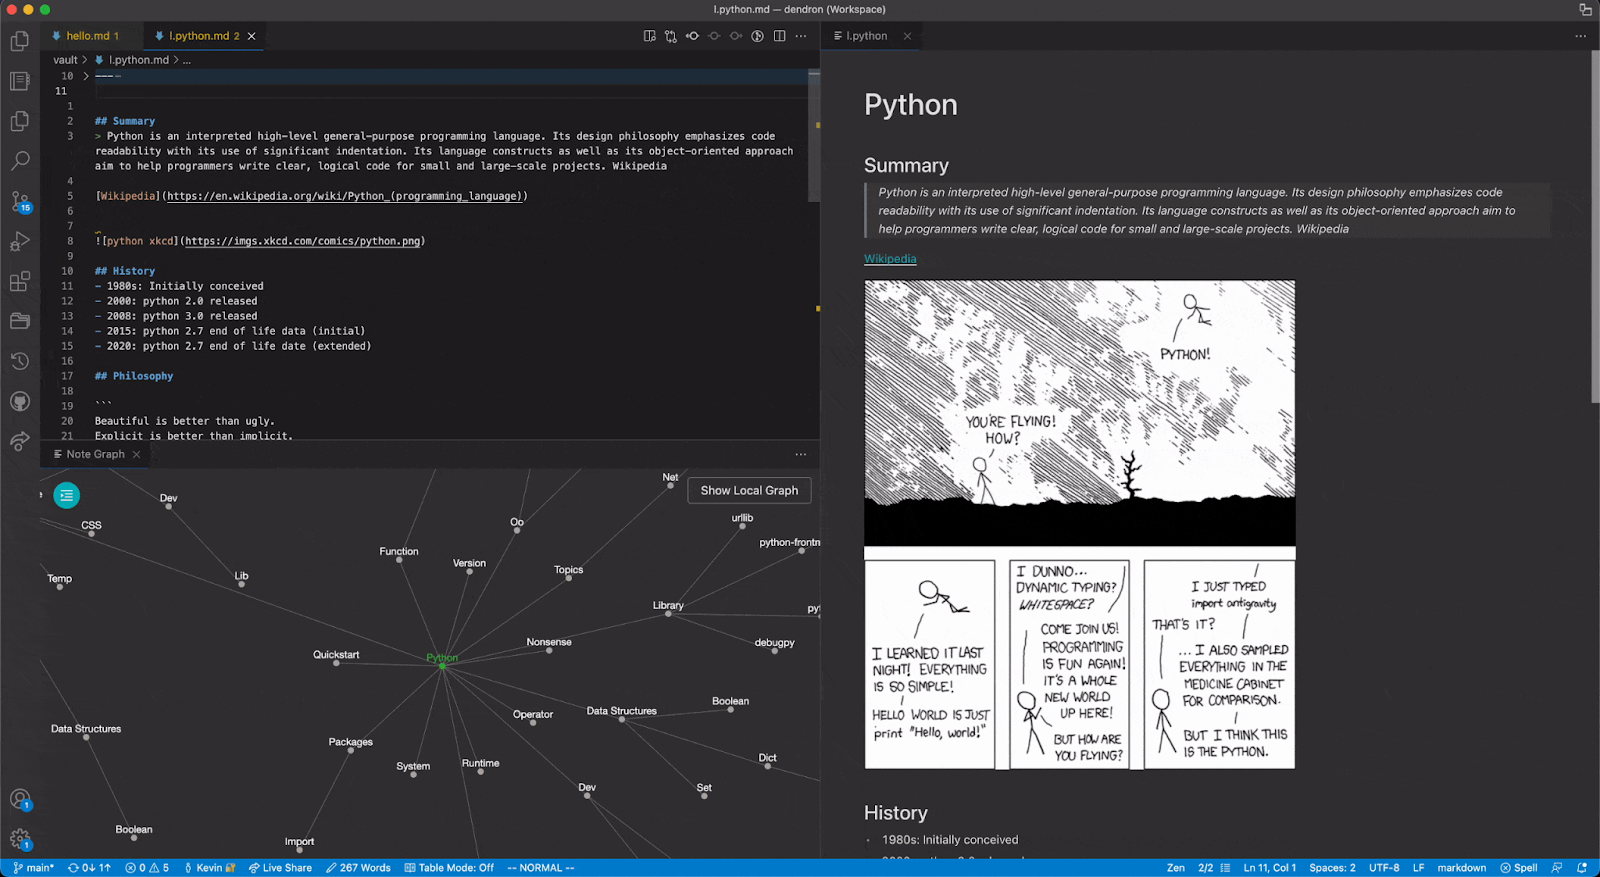 l.python.md — dendron (Workspace)
hello.md 1
l.python.md 2
vault > l.python.md > ...
10 > ---
11
1
2 ## Summary
3 > Python is an interpreted high-level general-purpose programming language. Its design philosophy emphasizes code
readability with its use of significant indentation. Its language constructs as well as its object-oriented approach
aim to help programmers write clear, logical code for small and large-scale projects. Wikipedia
4
5 [Wikipedia](https://en.wikipedia.org/wiki/Python_(programming_language))
6
7
8 ![python xkcd](https://imgs.xkcd.com/comics/python.png)
9
10 ## History
11 - 1980s: Initially conceived
12 - 2000: python 2.0 released
13 - 2008: python 3.0 released
14 - 2015: python 2.7 end of life data (initial)
15 - 2020: python 2.7 end of life date (extended)
16
17 ## Philosophy
18
19 ```
20 Beautiful is better than ugly.
21 Explicit is better than implicit.
Note Graph
Show Local Graph
Net
Dev
CSS
Oo
urllib
Function
Version
Topics
Temp
Lib
Library
Nonsense
debugpy
Quickstart
Python
Boolean
Operator
Data Structures
Data Structures
Packages
System
Runtime
Dict
Dev
Set
Boolean
Import
l.python
Python
Summary
Python is an interpreted high-level general-purpose programming language. Its design philosophy emphasizes code
readability with its use of significant indentation. Its language constructs as well as its object-oriented approach aim to
help programmers write clear, logical code for small and large-scale projects. Wikipedia
Wikipedia
PYTHON!
YOU'RE FLYING!
HOW?
I LEARNED IT LAST
NIGHT! EVERYTHING
IS SO SIMPLE!
HELLO WORLD IS JUST
print "Hello, world!"
I DUNNO...
DYNAMIC TYPING?
WHITESPACE?
COME JOIN US!
PROGRAMMING
IS FUN AGAIN!
IT'S A WHOLE
NEW WORLD
UP HERE!
BUT HOW ARE
YOU FLYING?
I JUST TYPED
import antigravity
THAT'S IT?
... I ALSO SAMPLED
EVERYTHING IN THE
MEDICINE CABINET
FOR COMPARISON.
BUT I THINK THIS
IS THE PYTHON.
History
1980s: Initially conceived
15
1
1
main* 0↓ 1↑ 0 5 Kevin Live Share 267 Words Table Mode: Off -- NORMAL -- Zen 2/2 Ln 11, Col 1 Spaces: 2 UTF-8 LF markdown Spell